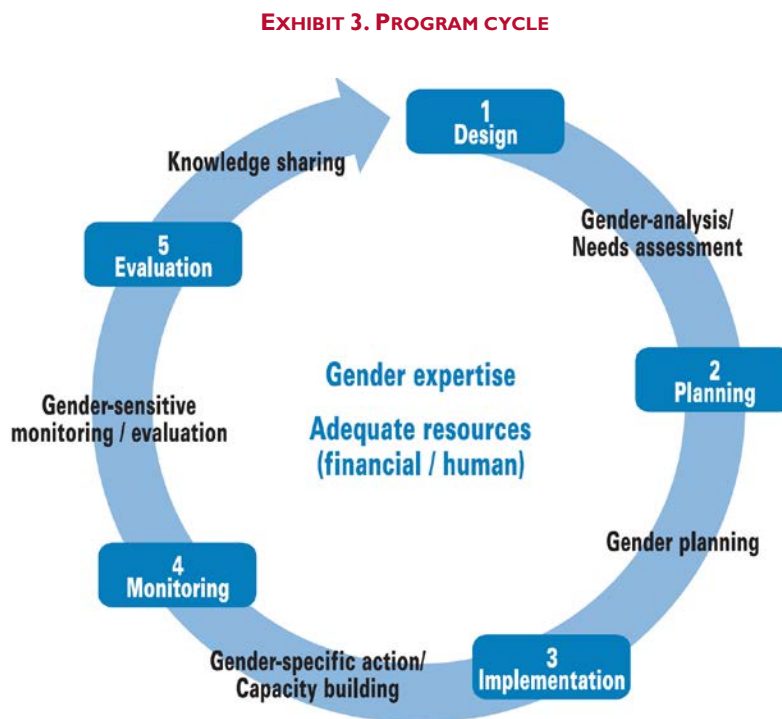 EXHIBIT 3. PROGRAM CYCLE
1
Design
Gender-analysis/
Needs assessment
2
Planning
Gender planning
3
Implementation
Gender-specific action/
Capacity building
4
Monitoring
Gender-sensitive
monitoring / evaluation
5
Evaluation
Knowledge sharing
Gender expertise
Adequate resources
(financial / human)